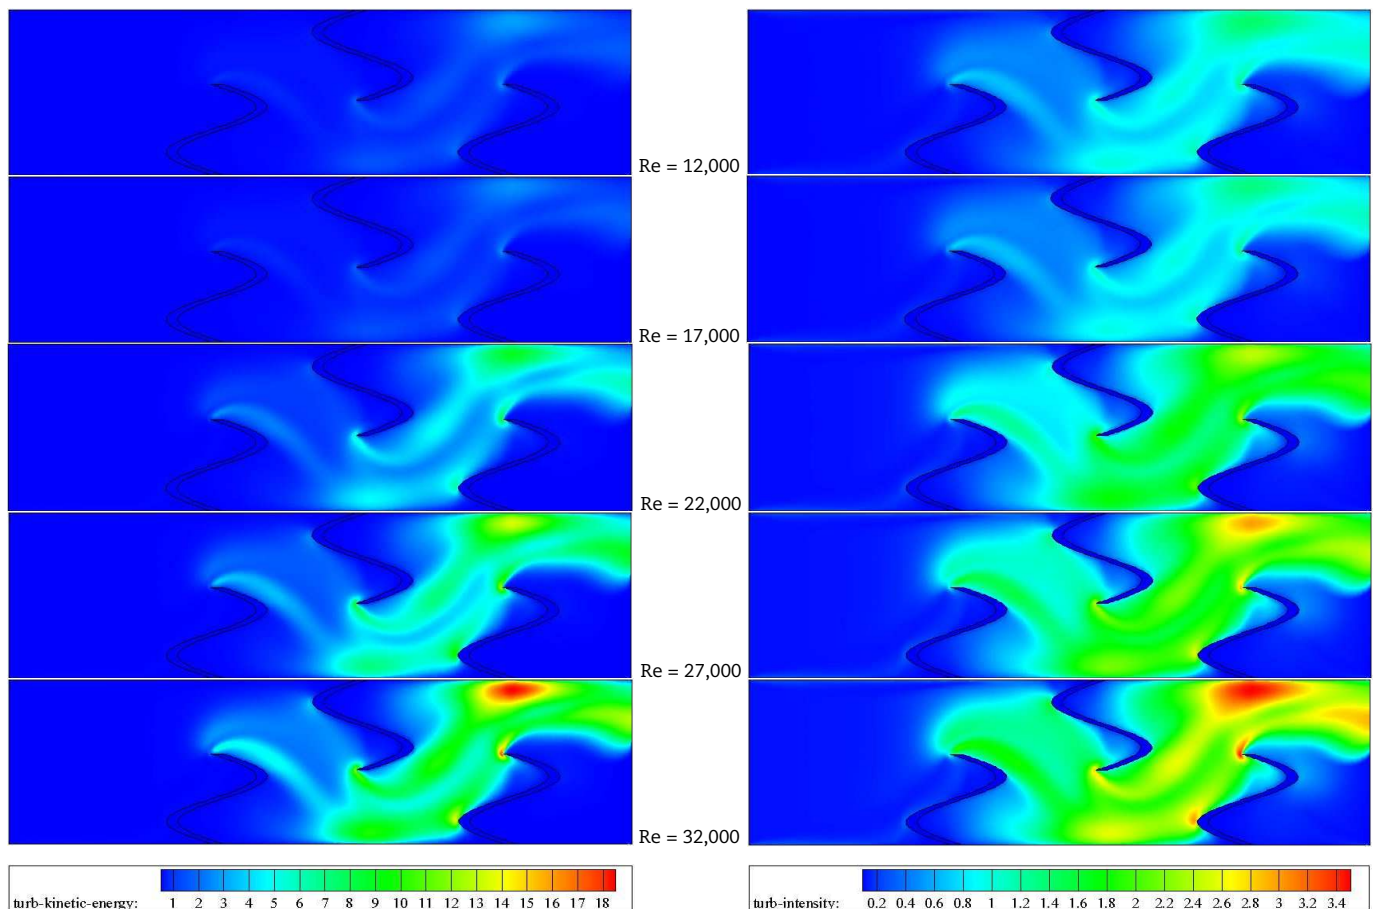 Re = 12,000
Re = 17,000
Re = 22,000
Re = 27,000
Re = 32,000
turb-kinetic-energy: 1 2 3 4 5 6 7 8 9 10 11 12 13 14 15 16 17 18
turb-intensity: 0.2 0.4 0.6 0.8 1 1.2 1.4 1.6 1.8 2 2.2 2.4 2.6 2.8 3 3.2 3.4